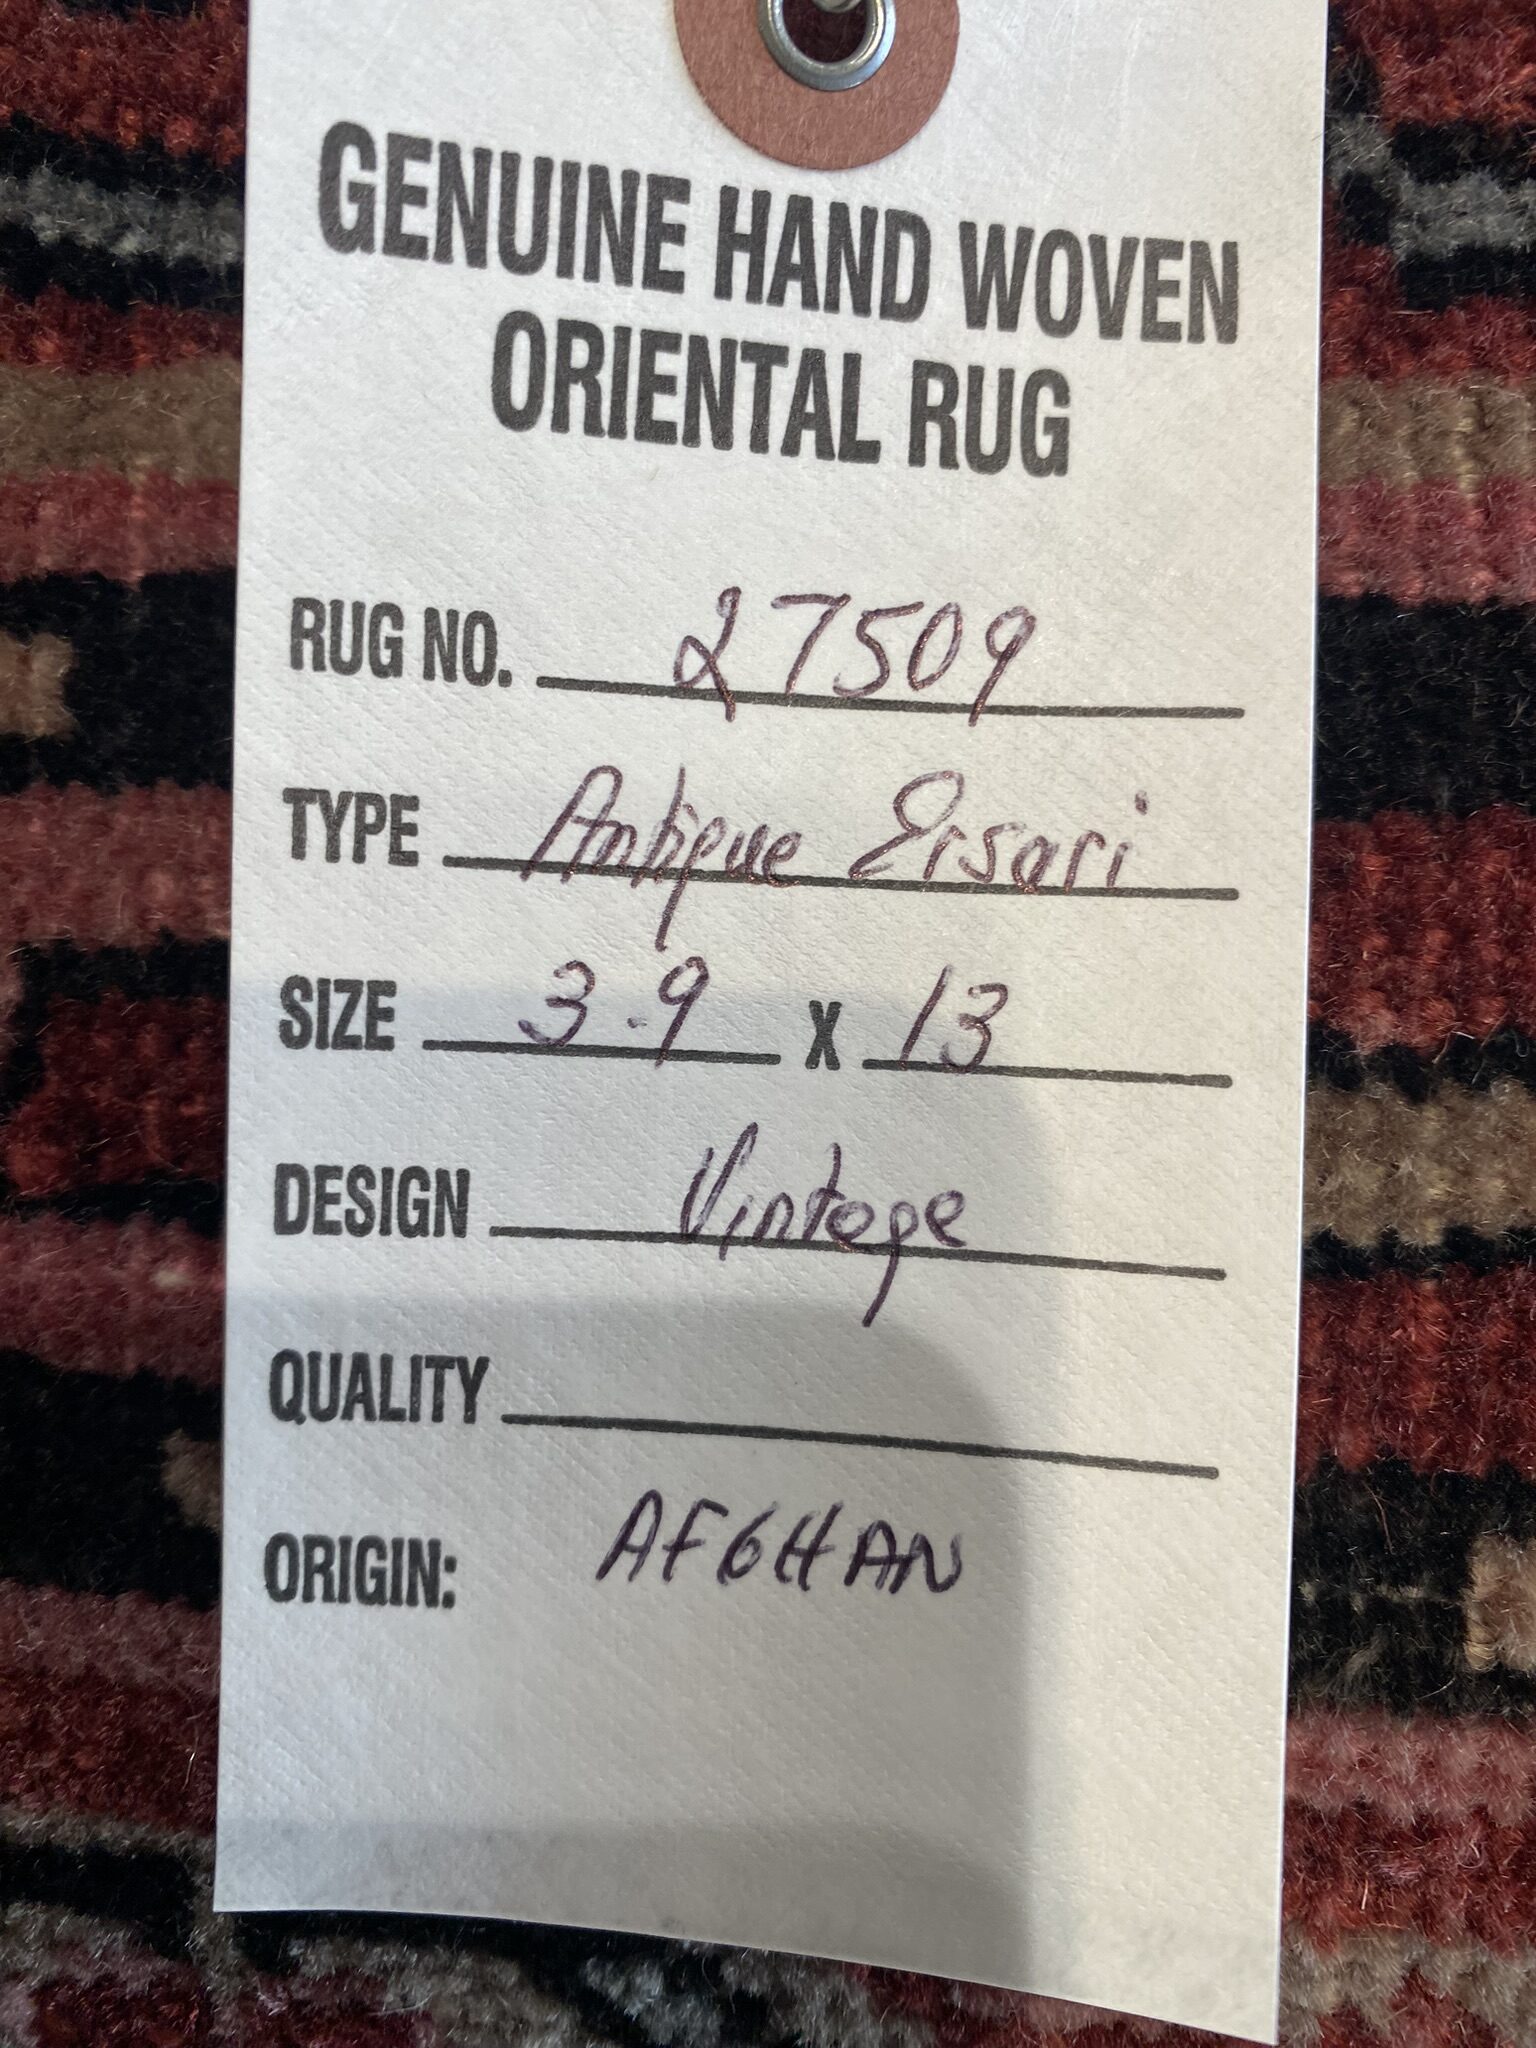 GENUINE HAND WOVEN
ORIENTAL RUG
RUG NO. 27509
TYPE Antique Ersari
SIZE 3.9 X 13
DESIGN Vintage
QUALITY
ORIGIN: AFGHAN